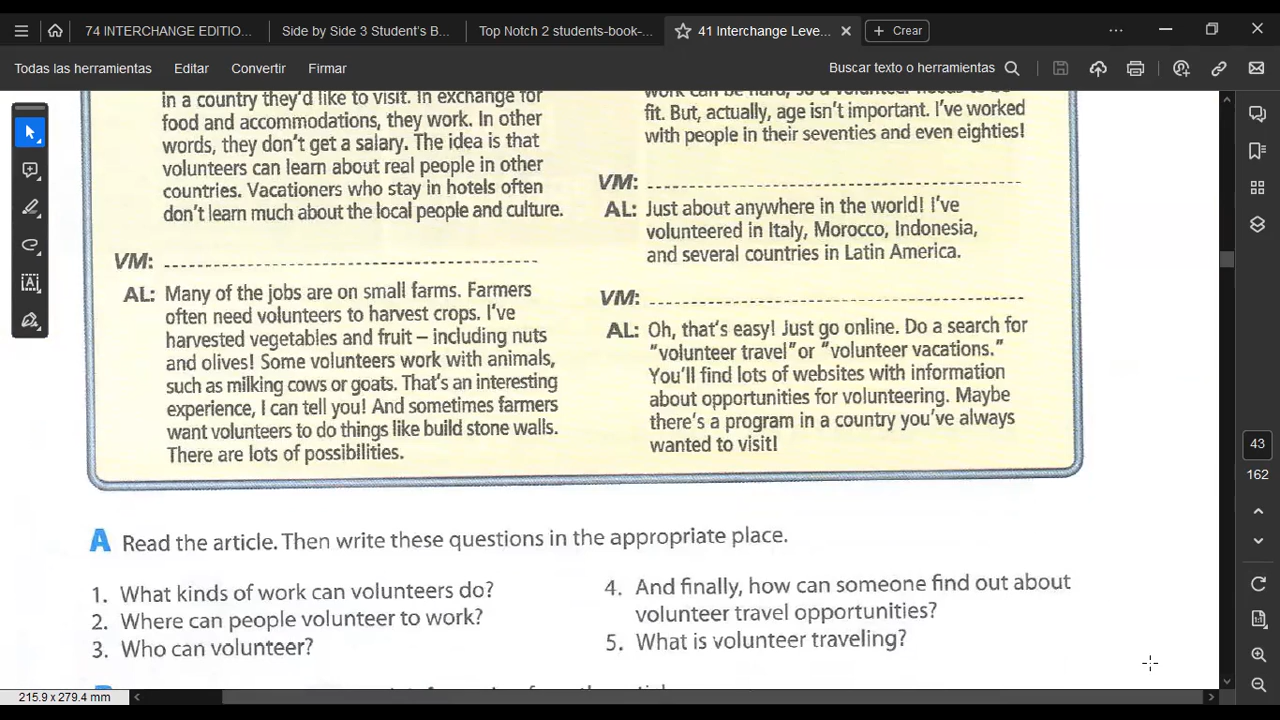 74 INTERCHANGE EDITIO...
Side by Side 3 Student's B...
Top Notch 2 students-book-...
41 Interchange Leve...
Crear
Todas las herramientas
Editar
Convertir
Firmar
Buscar texto o herramientas
in a country they'd like to visit. In exchange for
food and accommodations, they work. In other
words, they don't get a salary. The idea is that
volunteers can learn about real people in other
countries. Vacationers who stay in hotels often
don't learn much about the local people and culture.
VM:
AL: Many of the jobs are on small farms. Farmers
often need volunteers to harvest crops. I've
harvested vegetables and fruit – including nuts
and olives! Some volunteers work with animals,
such as milking cows or goats. That's an interesting
experience, I can tell you! And sometimes farmers
want volunteers to do things like build stone walls.
There are lots of possibilities.
work can be hard, so a volunteer needs to be
fit. But, actually, age isn't important. I've worked
with people in their seventies and even eighties!
VM:
AL: Just about anywhere in the world! I've
volunteered in Italy, Morocco, Indonesia,
and several countries in Latin America.
VM:
AL: Oh, that's easy! Just go online. Do a search for
"volunteer travel" or "volunteer vacations."
You'll find lots of websites with information
about opportunities for volunteering. Maybe
there's a program in a country you've always
wanted to visit!
A Read the article. Then write these questions in the appropriate place.
1. What kinds of work can volunteers do?
2. Where can people volunteer to work?
3. Who can volunteer?
4. And finally, how can someone find out about
volunteer travel opportunities?
5. What is volunteer traveling?
43
162
215.9 x 279.4 mm